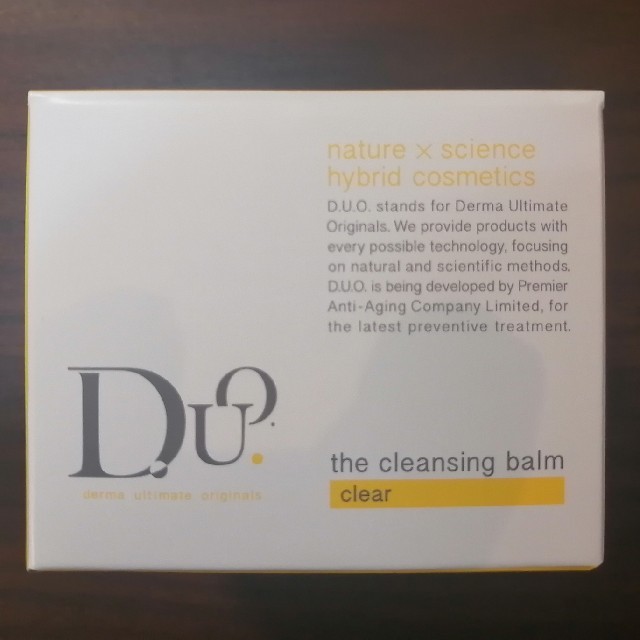 nature × science
hybrid cosmetics
D.U.O. stands for Derma Ultimate
Originals. We provide products with
every possible technology, focusing
on natural and scientific methods.
D.U.O. is being developed by Premier
Anti-Aging Company Limited, for
the latest preventive treatment.
D.U.O.
derma ultimate originals
the cleansing balm
clear